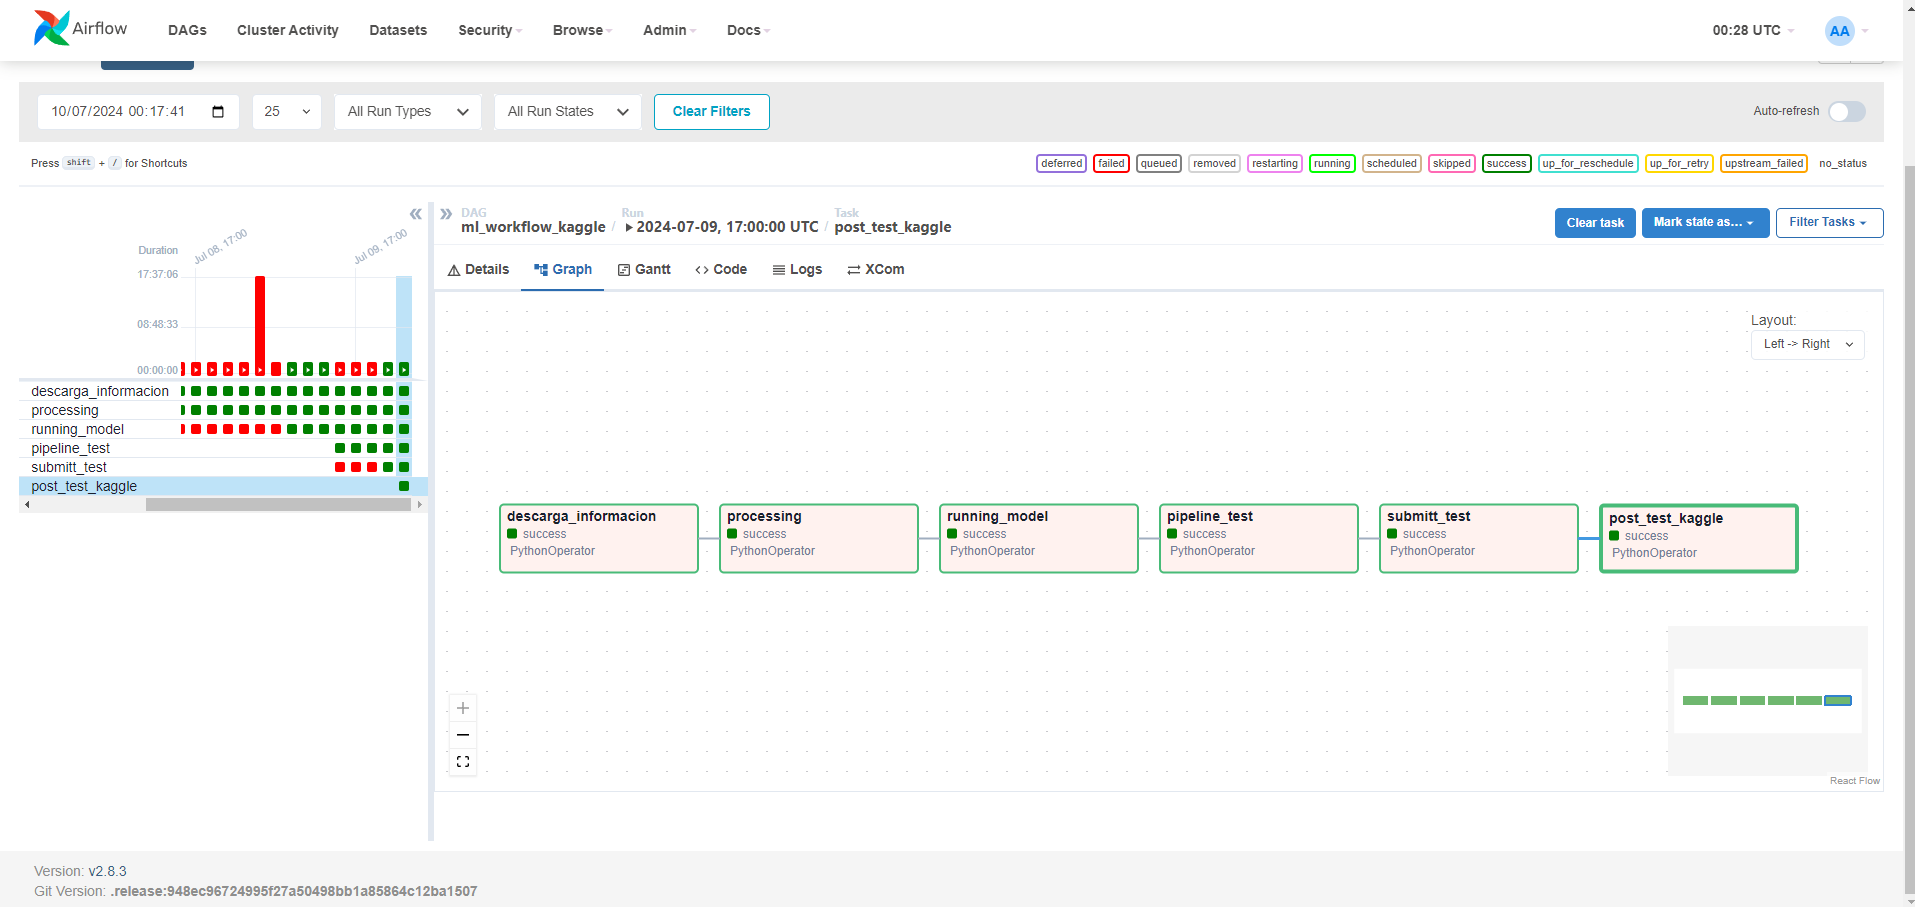 Airflow
DAGs
Cluster Activity
Datasets
Security
Browse
Admin
Docs
00:28 UTC
AA
10/07/2024 00:17:41
25
All Run Types
All Run States
Clear Filters
Auto-refresh
Press shift + / for Shortcuts
deferred
failed
queued
removed
restarting
running
scheduled
skipped
success
up_for_reschedule
up_for_retry
upstream_failed
no_status
Duration
Jul 08, 17:00
Jul 09, 17:00
17:37:06
08:48:33
00:00:00
descarga_informacion
processing
running_model
pipeline_test
submitt_test
post_test_kaggle
DAG
ml_workflow_kaggle /
Run
2024-07-09, 17:00:00 UTC /
Task
post_test_kaggle
Clear task
Mark state as...
Filter Tasks
Details
Graph
Gantt
Code
Logs
XCom
Layout:
Left -> Right
descarga_informacion
success
PythonOperator
processing
success
PythonOperator
running_model
success
PythonOperator
pipeline_test
success
PythonOperator
submitt_test
success
PythonOperator
post_test_kaggle
success
PythonOperator
React Flow
Version: v2.8.3
Git Version: .release:948ec96724995f27a50498bb1a85864c12ba1507